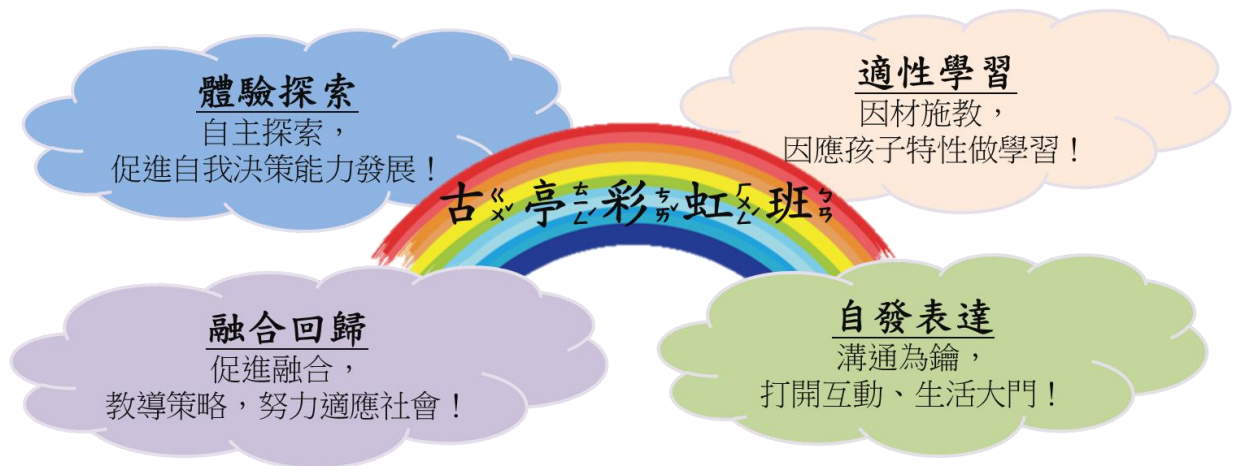 體驗探索
自主探索，
促進自我決策能力發展！
適性學習
因材施教，
因應孩子特性做學習！
古ㄍㄨˇ亭ㄊㄧㄥˊ彩ㄘㄞˇ虹ㄏㄨㄥˊ班ㄅㄢ
融合回歸
促進融合，
教導策略，努力適應社會！
自發表達
溝通為鑰，
打開互動、生活大門！